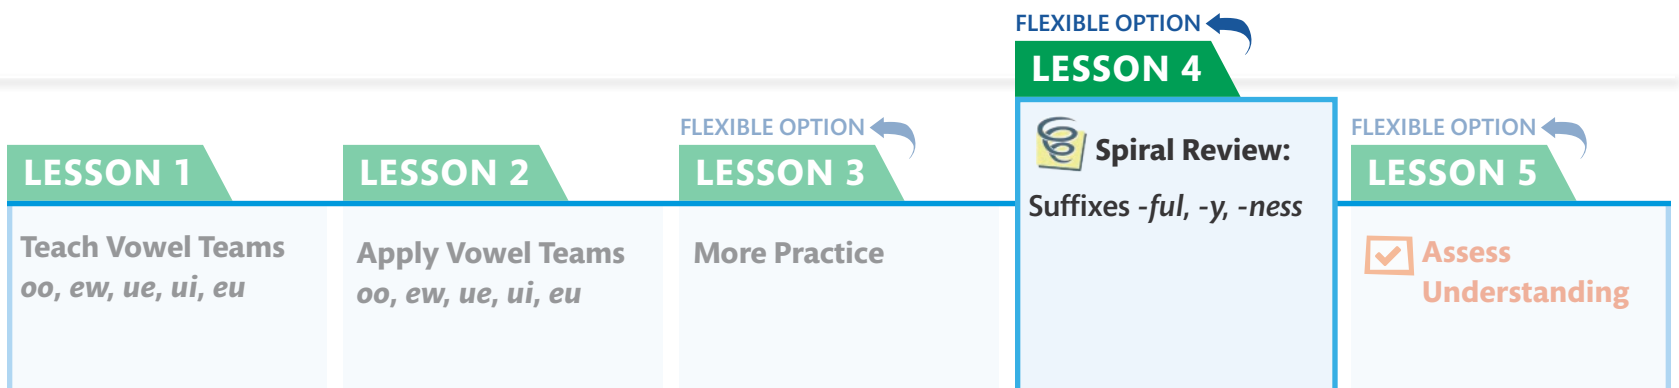 LESSON 1
Teach Vowel Teams
oo, ew, ue, ui, eu
LESSON 2
Apply Vowel Teams
oo, ew, ue, ui, eu
FLEXIBLE OPTION
LESSON 3
More Practice
FLEXIBLE OPTION
LESSON 4
Spiral Review:
Suffixes -ful, -y, -ness
FLEXIBLE OPTION
LESSON 5
Assess
Understanding